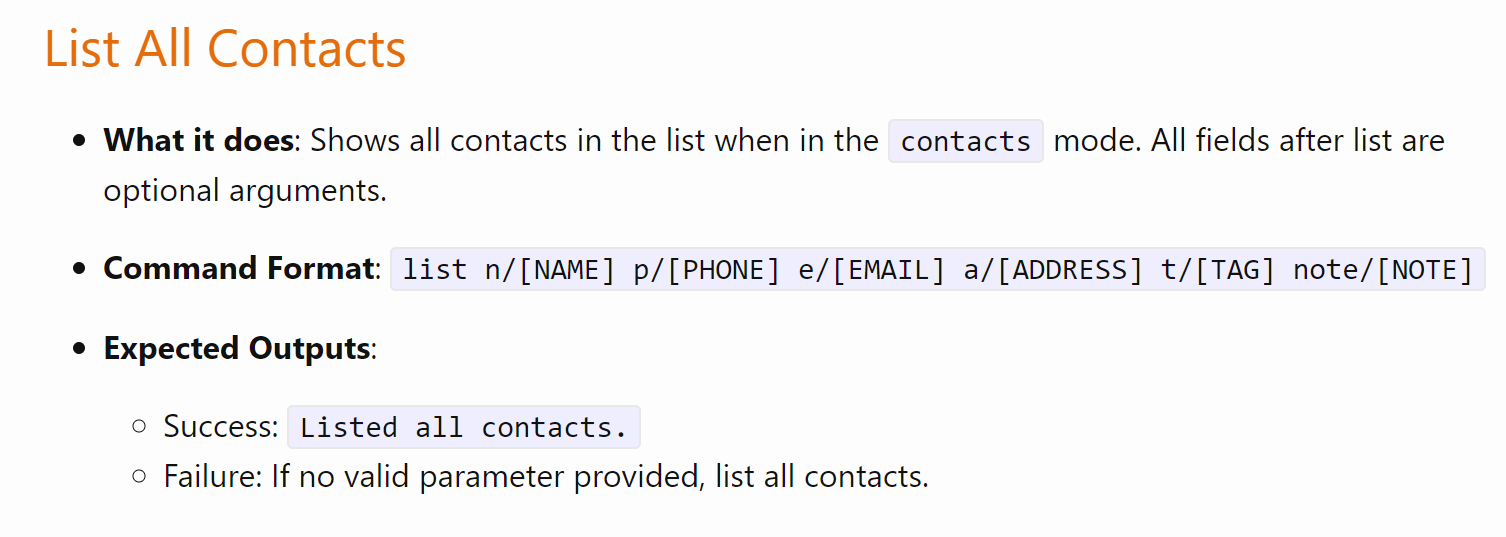 List All Contacts
What it does: Shows all contacts in the list when in the contacts mode. All fields after list are
optional arguments.
Command Format: list n/[NAME] p/[PHONE] e/[EMAIL] a/[ADDRESS] t/[TAG] note/[NOTE]
Expected Outputs:
Success: Listed all contacts.
Failure: If no valid parameter provided, list all contacts.